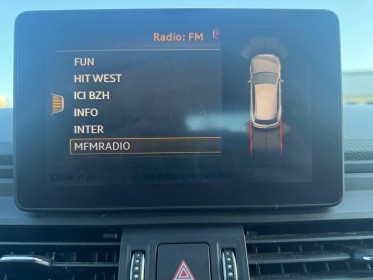 Radio: FM
FUN
HIT WEST
ICI BZH
INFO
INTER
MFMRADIO